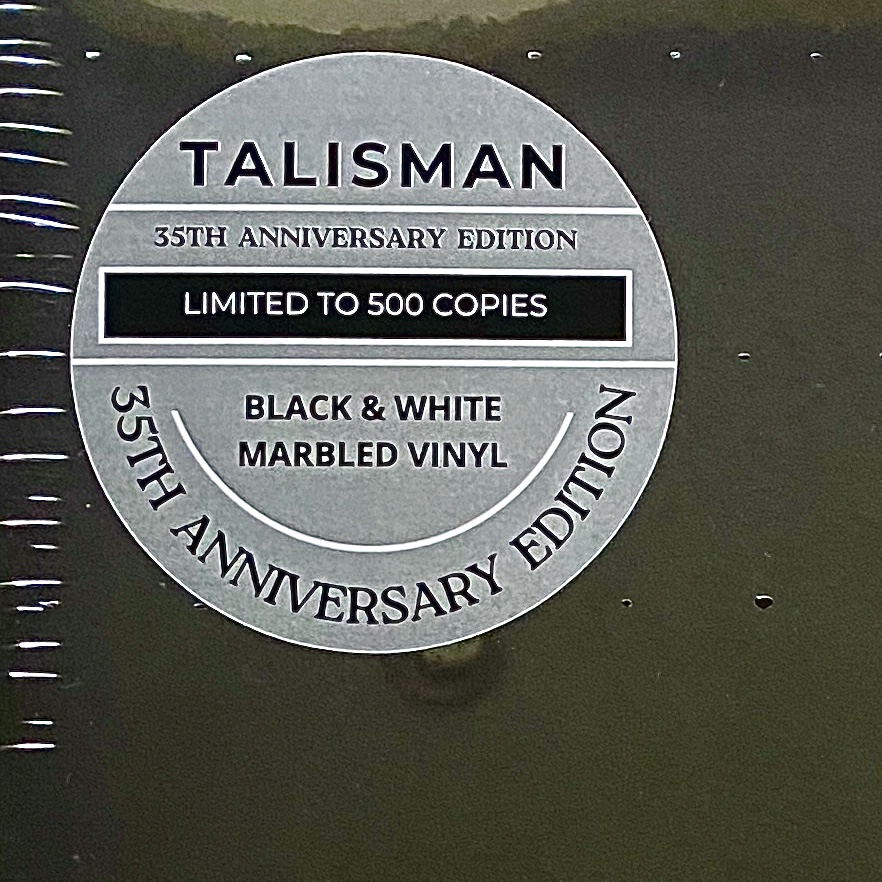 TALISMAN
35TH ANNIVERSARY EDITION
LIMITED TO 500 COPIES
BLACK & WHITE
MARBLED VINYL
35TH ANNIVERSARY EDITION